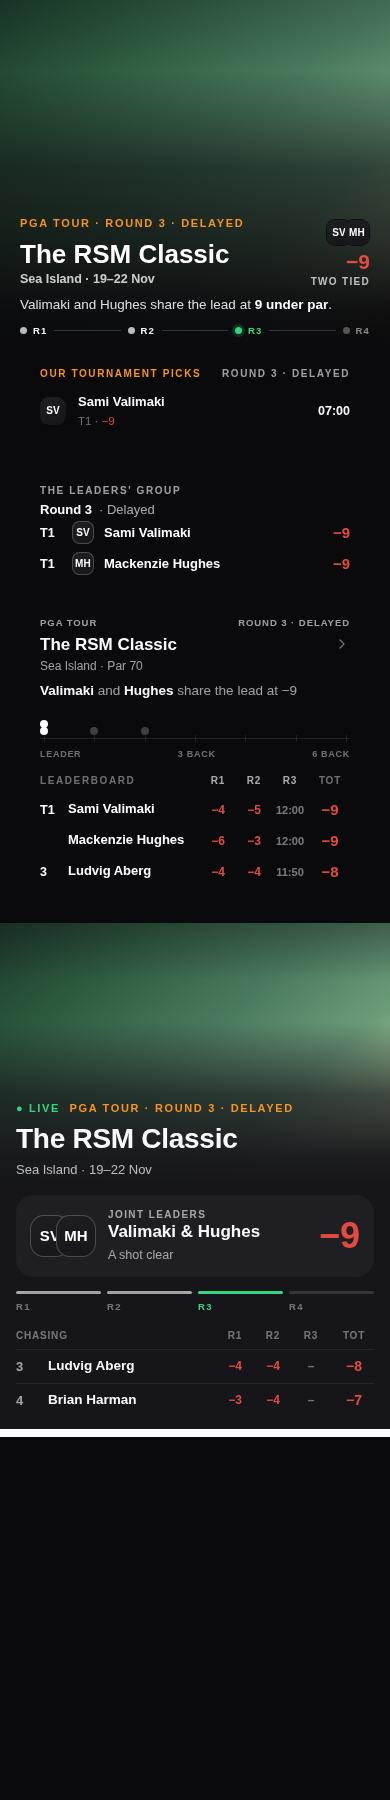 PGA TOUR · ROUND 3 · DELAYED
SV MH
The RSM Classic
−9
Sea Island · 19–22 Nov
TWO TIED
Valimaki and Hughes share the lead at 9 under par.
R1 R2 R3 R4
OUR TOURNAMENT PICKS ROUND 3 · DELAYED
SV Sami Valimaki 07:00
T1 · −9
THE LEADERS' GROUP
Round 3 · Delayed
T1 SV Sami Valimaki −9
T1 MH Mackenzie Hughes −9
PGA TOUR ROUND 3 · DELAYED
The RSM Classic
Sea Island · Par 70
Valimaki and Hughes share the lead at −9
LEADER 3 BACK 6 BACK
LEADERBOARD R1 R2 R3 TOT
T1 Sami Valimaki −4 −5 12:00 −9
Mackenzie Hughes −6 −3 12:00 −9
3 Ludvig Aberg −4 −4 11:50 −8
● LIVE PGA TOUR · ROUND 3 · DELAYED
The RSM Classic
Sea Island · 19–22 Nov
JOINT LEADERS
SV MH Valimaki & Hughes −9
A shot clear
R1 R2 R3 R4
CHASING R1 R2 R3 TOT
3 Ludvig Aberg −4 −4 – −8
4 Brian Harman −3 −4 – −7